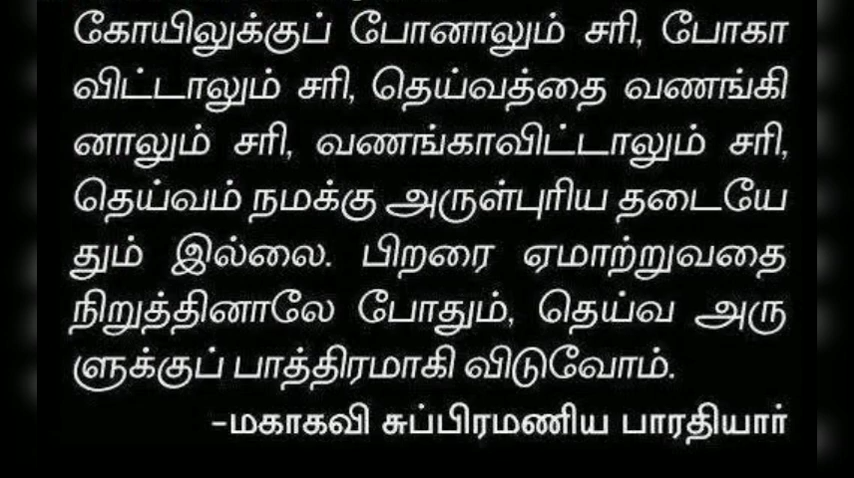 கோயிலுக்குப் போனாலும் சரி, போகா
விட்டாலும் சரி, தெய்வத்தை வணங்கி
னாலும் சரி, வணங்காவிட்டாலும் சரி,
தெய்வம் நமக்கு அருள்புரிய தடையே
தும் இல்லை. பிறரை ஏமாற்றுவதை
நிறுத்தினாலே போதும், தெய்வ அரு
ளுக்குப் பாத்திரமாகி விடுவோம்.
–மகாகவி சுப்பிரமணிய பாரதியார்